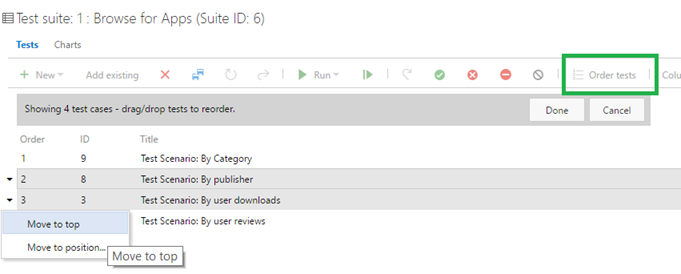 Test suite: 1 : Browse for Apps (Suite ID: 6)
Tests Charts
New Add existing Run Order tests Colu
Showing 4 test cases - drag/drop tests to reorder. Done Cancel
Order ID Title
1 9 Test Scenario: By Category
2 8 Test Scenario: By publisher
3 3 Test Scenario: By user downloads
Move to top Test Scenario: By user reviews
Move to position...
Move to top